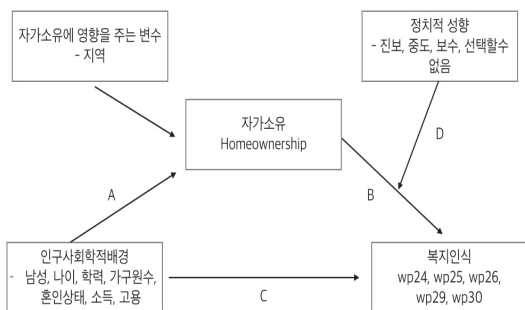 자가소유에 영향을 주는 변수
- 지역
정치적 성향
- 진보, 중도, 보수, 선택할수
없음
자가소유
Homeownership
D
A
B
인구사회학적배경
- 남성, 나이, 학력, 가구원수,
혼인상태, 소득, 고용
C
복지인식
wp24, wp25, wp26,
wp29, wp30